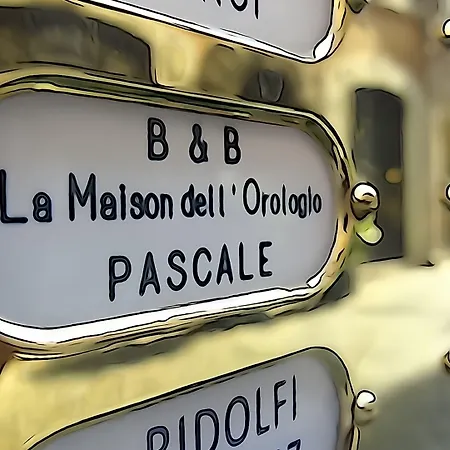 B & B
La Maison dell'Orologio
PASCALE
RIDOLFI